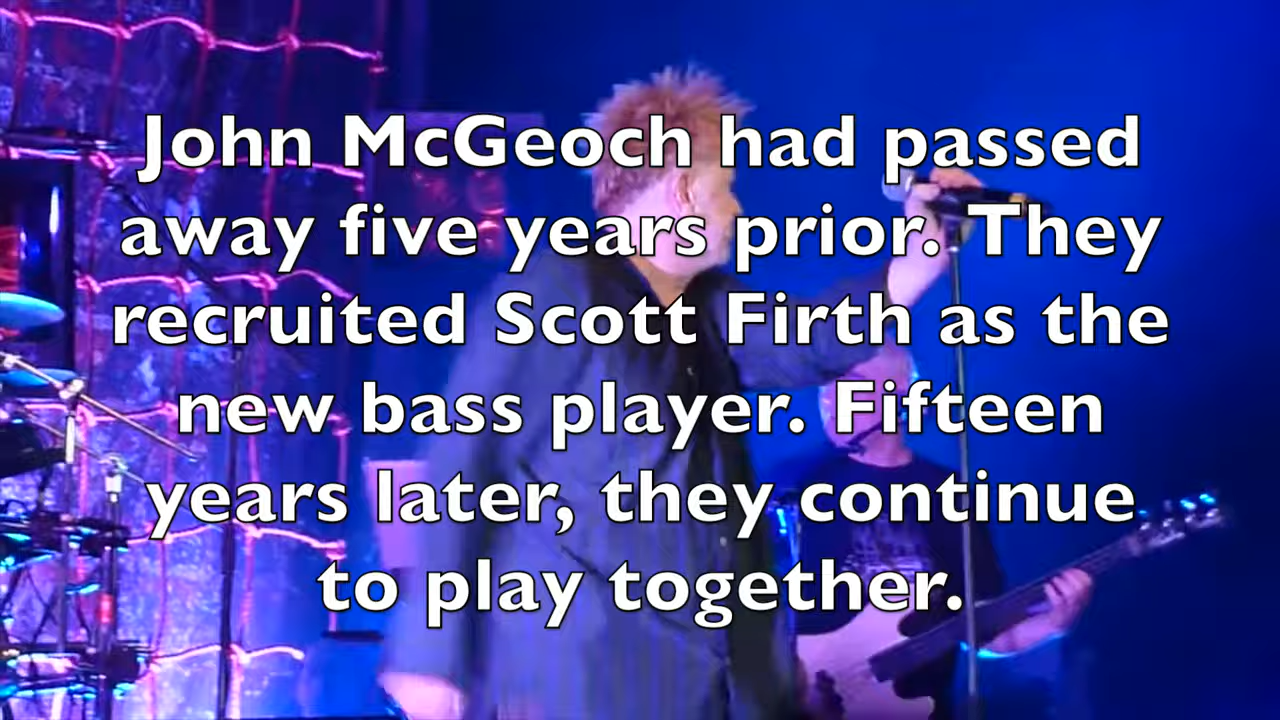 John McGeoch had passed
away five years prior. They
recruited Scott Firth as the
new bass player. Fifteen
years later, they continue
to play together.